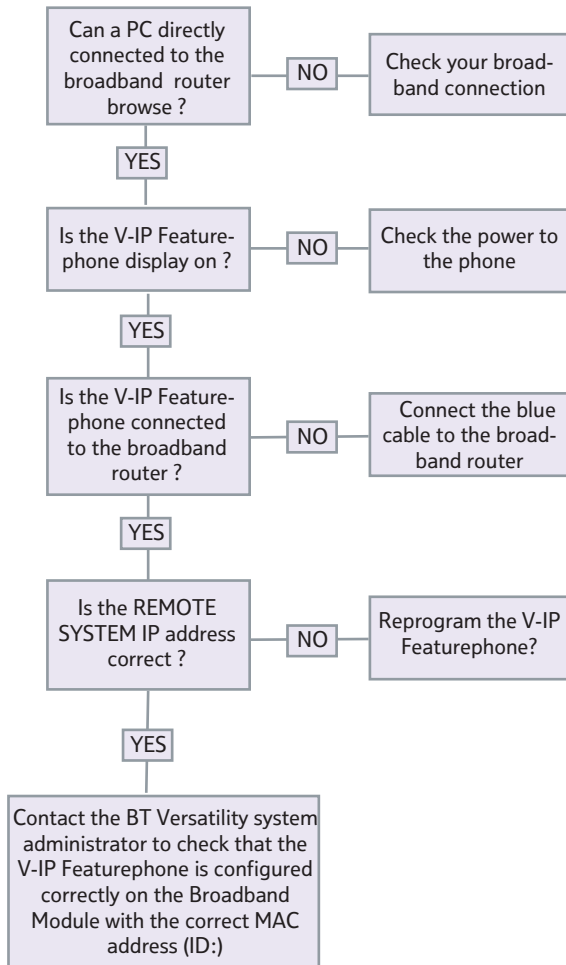 Can a PC directly
connected to the
broadband router
browse ?
NO
Check your broad-
band connection
YES
Is the V-IP Feature-
phone display on ?
NO
Check the power to
the phone
YES
Is the V-IP Feature-
phone connected
to the broadband
router ?
NO
Connect the blue
cable to the broad-
band router
YES
Is the REMOTE
SYSTEM IP address
correct ?
NO
Reprogram the V-IP
Featurephone?
YES
Contact the BT Versatility system
administrator to check that the
V-IP Featurephone is configured
correctly on the Broadband
Module with the correct MAC
address (ID:)